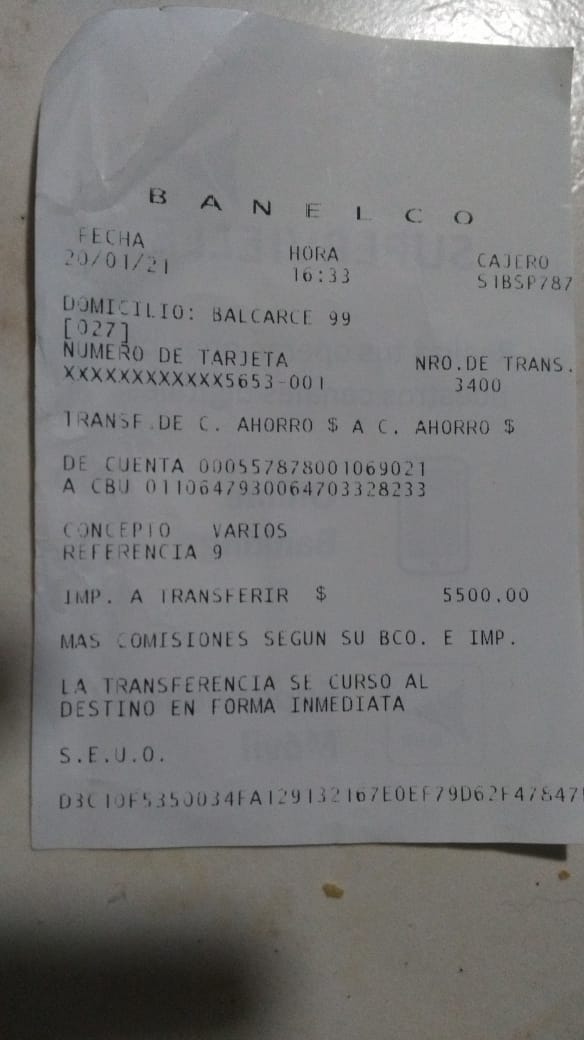 B A N E L C O
FECHA HORA CAJERO
20/01/21 16:33 S1BSP787
DOMICILIO: BALCARCE 99
[027]
NUMERO DE TARJETA NRO.DE TRANS.
XXXXXXXXXXXX5653-001 3400
TRANSF.DE C. AHORRO $ A C. AHORRO $
DE CUENTA 000557878001069021
A CBU 0110647930064703328233
CONCEPTO VARIOS
REFERENCIA 9
IMP. A TRANSFERIR $ 5500.00
MAS COMISIONES SEGUN SU BCO. E IMP.
LA TRANSFERENCIA SE CURSO AL
DESTINO EN FORMA INMEDIATA
S.E.U.O.
D3C10F5350034FA129132167E0EF79D62F47847